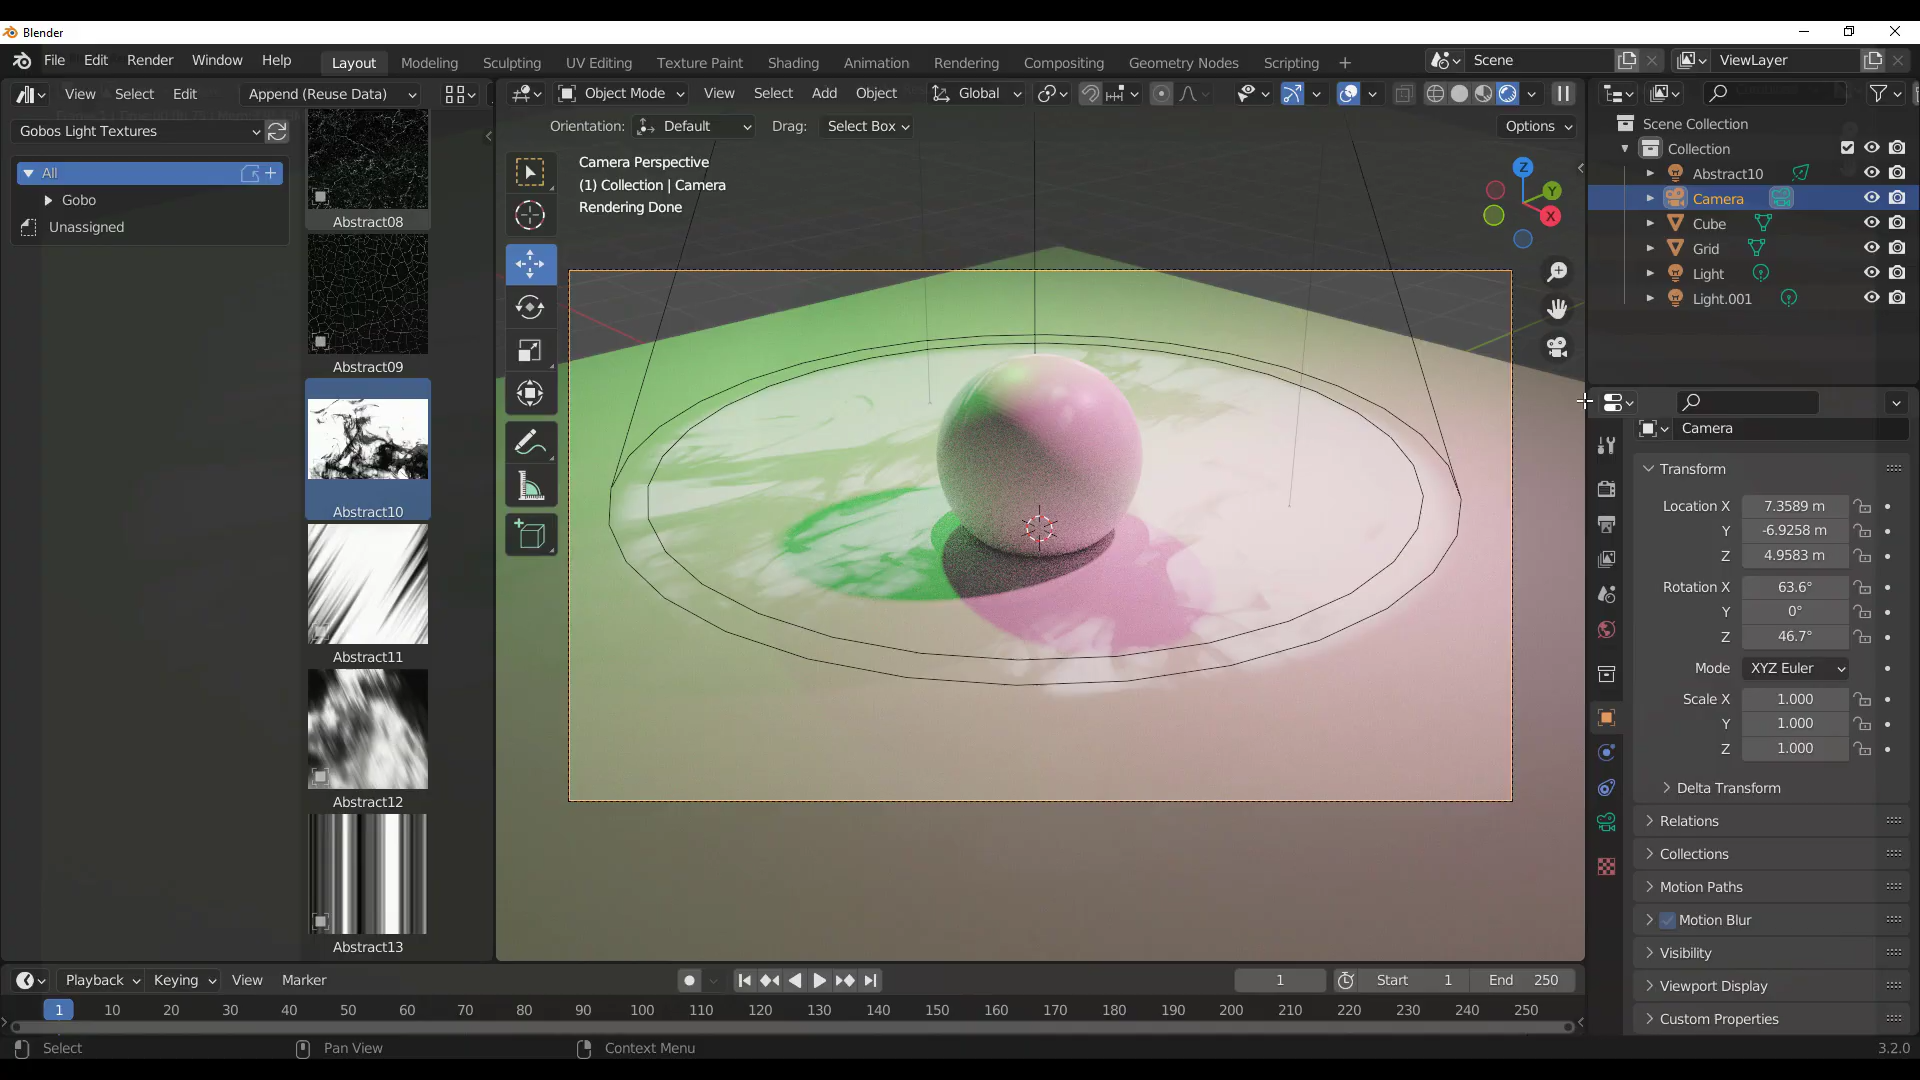 Blender
File Edit Render Window Help Layout Modeling Sculpting UV Editing Texture Paint Shading Animation Rendering Compositing Geometry Nodes Scripting + Scene ViewLayer
View Select Edit Append (Reuse Data) Object Mode View Select Add Object Global
Orientation: Default Drag: Select Box Options
Gobos Light Textures
All
Gobo
Unassigned
Abstract08
Abstract09
Abstract10
Abstract11
Abstract12
Abstract13
Camera Perspective
(1) Collection | Camera
Rendering Done
Z
Y
X
Scene Collection
Collection
Abstract10
Camera
Cube
Grid
Light
Light.001
Camera
Transform
Location X 7.3589 m
Y -6.9258 m
Z 4.9583 m
Rotation X 63.6°
Y 0°
Z 46.7°
Mode XYZ Euler
Scale X 1.000
Y 1.000
Z 1.000
Delta Transform
Relations
Collections
Motion Paths
Motion Blur
Visibility
Viewport Display
Custom Properties
Playback Keying View Marker 1 Start 1 End 250
1 10 20 30 40 50 60 70 80 90 100 110 120 130 140 150 160 170 180 190 200 210 220 230 240 250
Select Pan View Context Menu 3.2.0